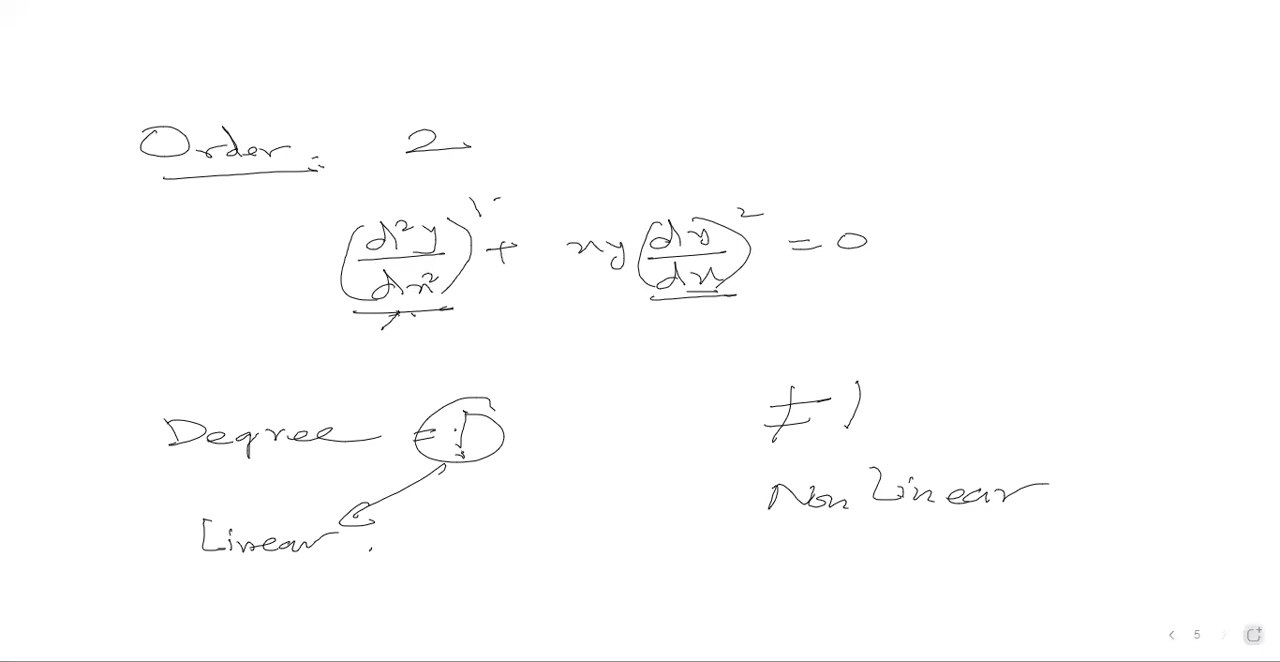 Order : 2
(d²y/dx²)¹ + xy(dy/dx)² = 0
≠ 1
Degree = 1
Non Linear
Linear .
5